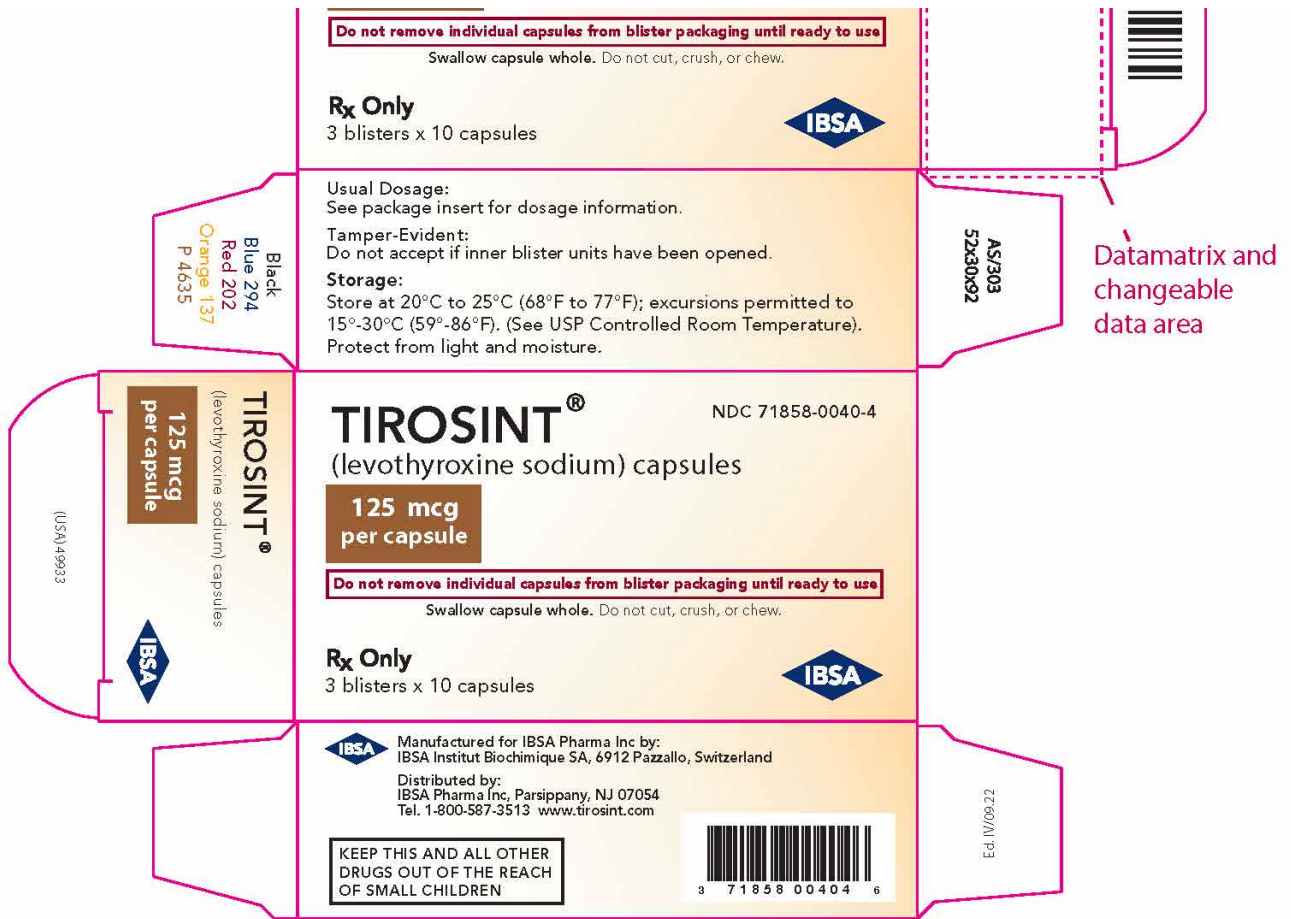 Do not remove individual capsules from blister packaging until ready to use
Swallow capsule whole. Do not cut, crush, or chew.
Rx Only
3 blisters x 10 capsules
IBSA
Usual Dosage:
See package insert for dosage information.
Tamper-Evident:
Do not accept if inner blister units have been opened.
Storage:
Store at 20°C to 25°C (68°F to 77°F); excursions permitted to
15°-30°C (59°-86°F). (See USP Controlled Room Temperature).
Protect from light and moisture.
Black
Blue 294
Red 202
Orange 137
P 4635
AS/303
52x30x92
Datamatrix and
changeable
data area
TIROSINT®
(levothyroxine sodium) capsules
125 mcg
per capsule
IBSA
(USA) 49933
TIROSINT®
NDC 71858-0040-4
(levothyroxine sodium) capsules
125 mcg
per capsule
Do not remove individual capsules from blister packaging until ready to use
Swallow capsule whole. Do not cut, crush, or chew.
Rx Only
3 blisters x 10 capsules
IBSA
IBSA
Manufactured for IBSA Pharma Inc by:
IBSA Institut Biochimique SA, 6912 Pazzallo, Switzerland
Distributed by:
IBSA Pharma Inc, Parsippany, NJ 07054
Tel. 1-800-587-3513 www.tirosint.com
KEEP THIS AND ALL OTHER
DRUGS OUT OF THE REACH
OF SMALL CHILDREN
3 71858 00404 6
Ed. IV/09.22